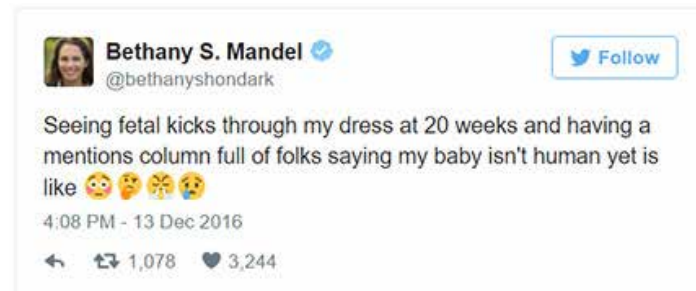 Bethany S. Mandel
@bethanyshondark
Follow
Seeing fetal kicks through my dress at 20 weeks and having a
mentions column full of folks saying my baby isn't human yet is
like 😳🤔😤😢
4:08 PM - 13 Dec 2016
1,078 3,244